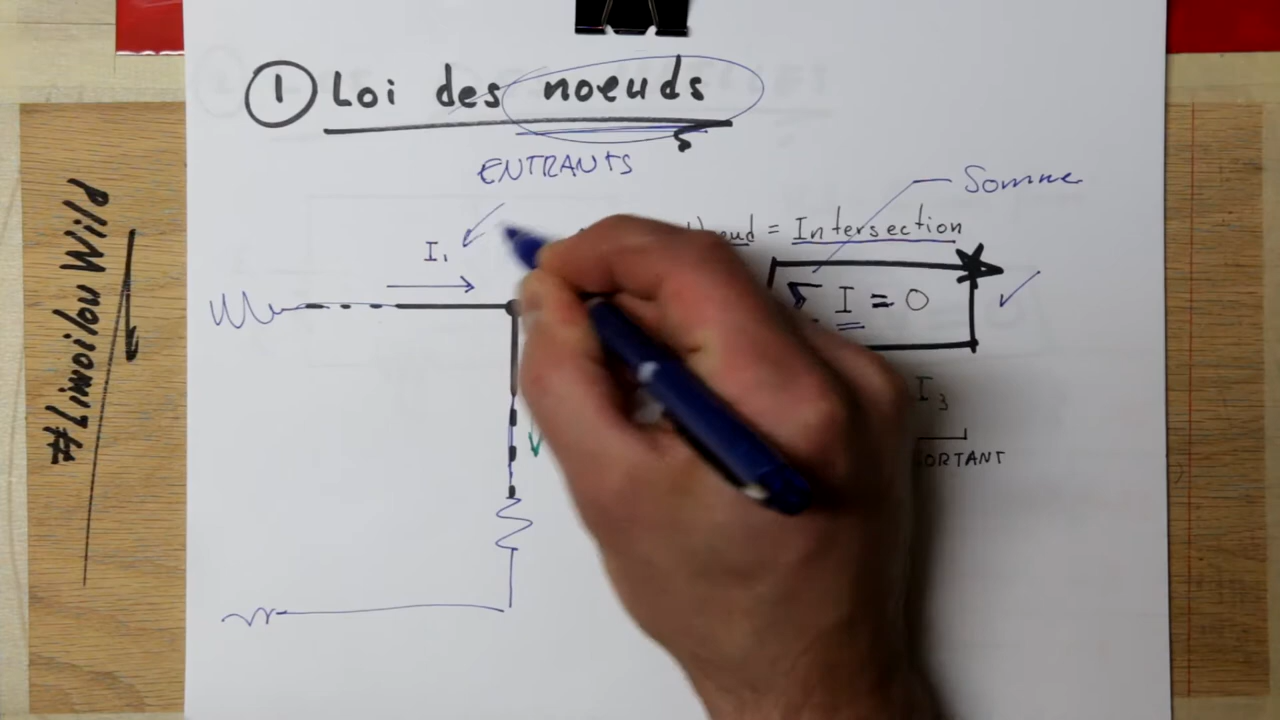 ① Loi des noeuds
ENTRANTS
Somme
= Intersection
I₁
Σ I = 0
I₃
#Limoilou Wild